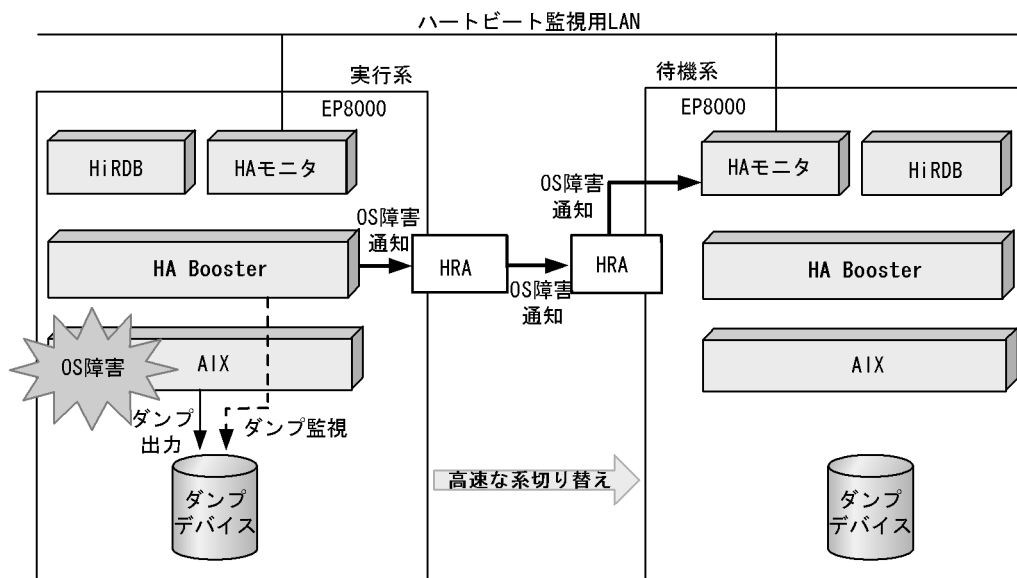 ハートビート監視用LAN
実行系
EP8000
HiRDB
HAモニタ
HA Booster
OS障害
通知
HRA
OS障害
通知
HRA
OS障害
通知
OS障害
AIX
ダンプ
出力
ダンプ監視
ダンプ
デバイス
高速な系切り替え
待機系
EP8000
HAモニタ
HiRDB
HA Booster
AIX
ダンプ
デバイス